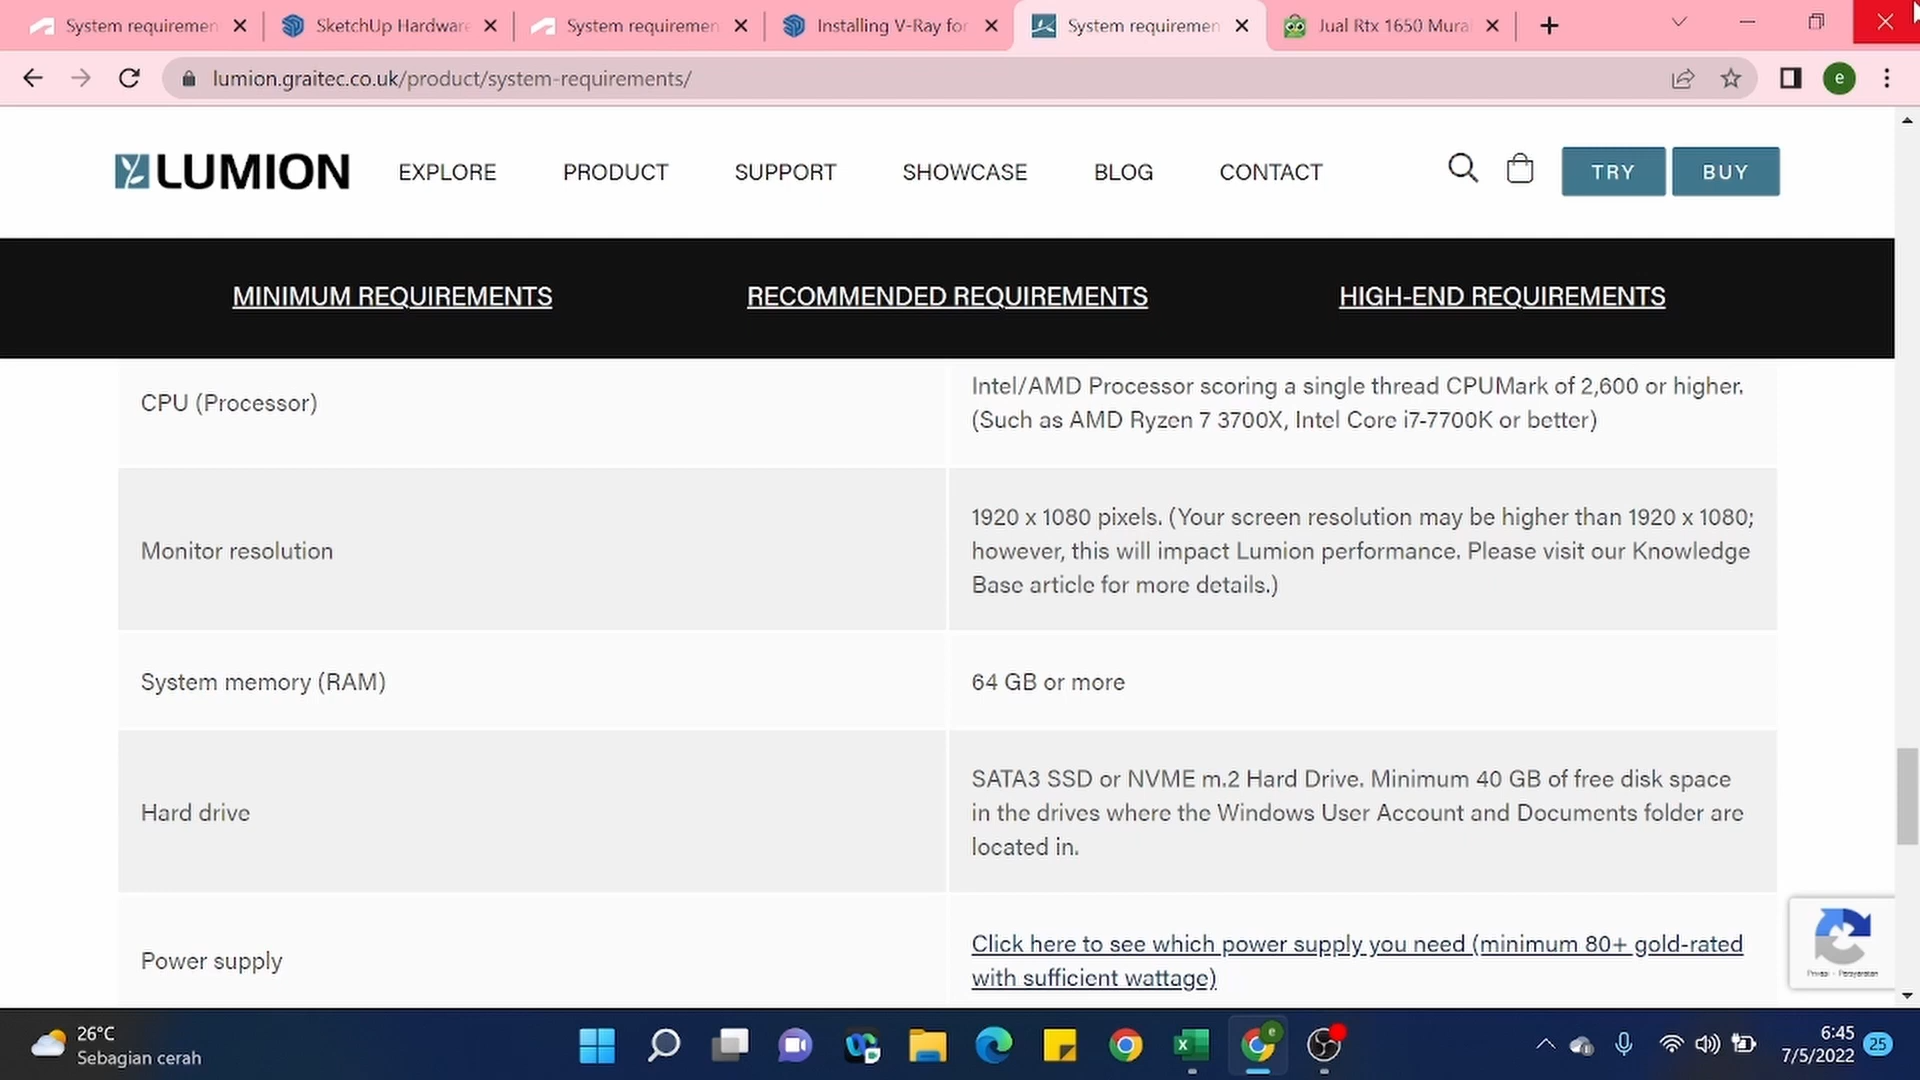 System requiremen
SketchUp Hardware
System requiremen
Installing V-Ray for
System requiremen
Jual Rtx 1650 Mura
lumion.graitec.co.uk/product/system-requirements/
e
LUMION
EXPLORE
PRODUCT
SUPPORT
SHOWCASE
BLOG
CONTACT
TRY
BUY
MINIMUM REQUIREMENTS
RECOMMENDED REQUIREMENTS
HIGH-END REQUIREMENTS
CPU (Processor)
Intel/AMD Processor scoring a single thread CPUMark of 2,600 or higher.
(Such as AMD Ryzen 7 3700X, Intel Core i7-7700K or better)
Monitor resolution
1920 x 1080 pixels. (Your screen resolution may be higher than 1920 x 1080;
however, this will impact Lumion performance. Please visit our Knowledge
Base article for more details.)
System memory (RAM)
64 GB or more
Hard drive
SATA3 SSD or NVME m.2 Hard Drive. Minimum 40 GB of free disk space
in the drives where the Windows User Account and Documents folder are
located in.
Power supply
Click here to see which power supply you need (minimum 80+ gold-rated
with sufficient wattage)
Privasi - Persyaratan
26°C
Sebagian cerah
e
6:45
7/5/2022
25